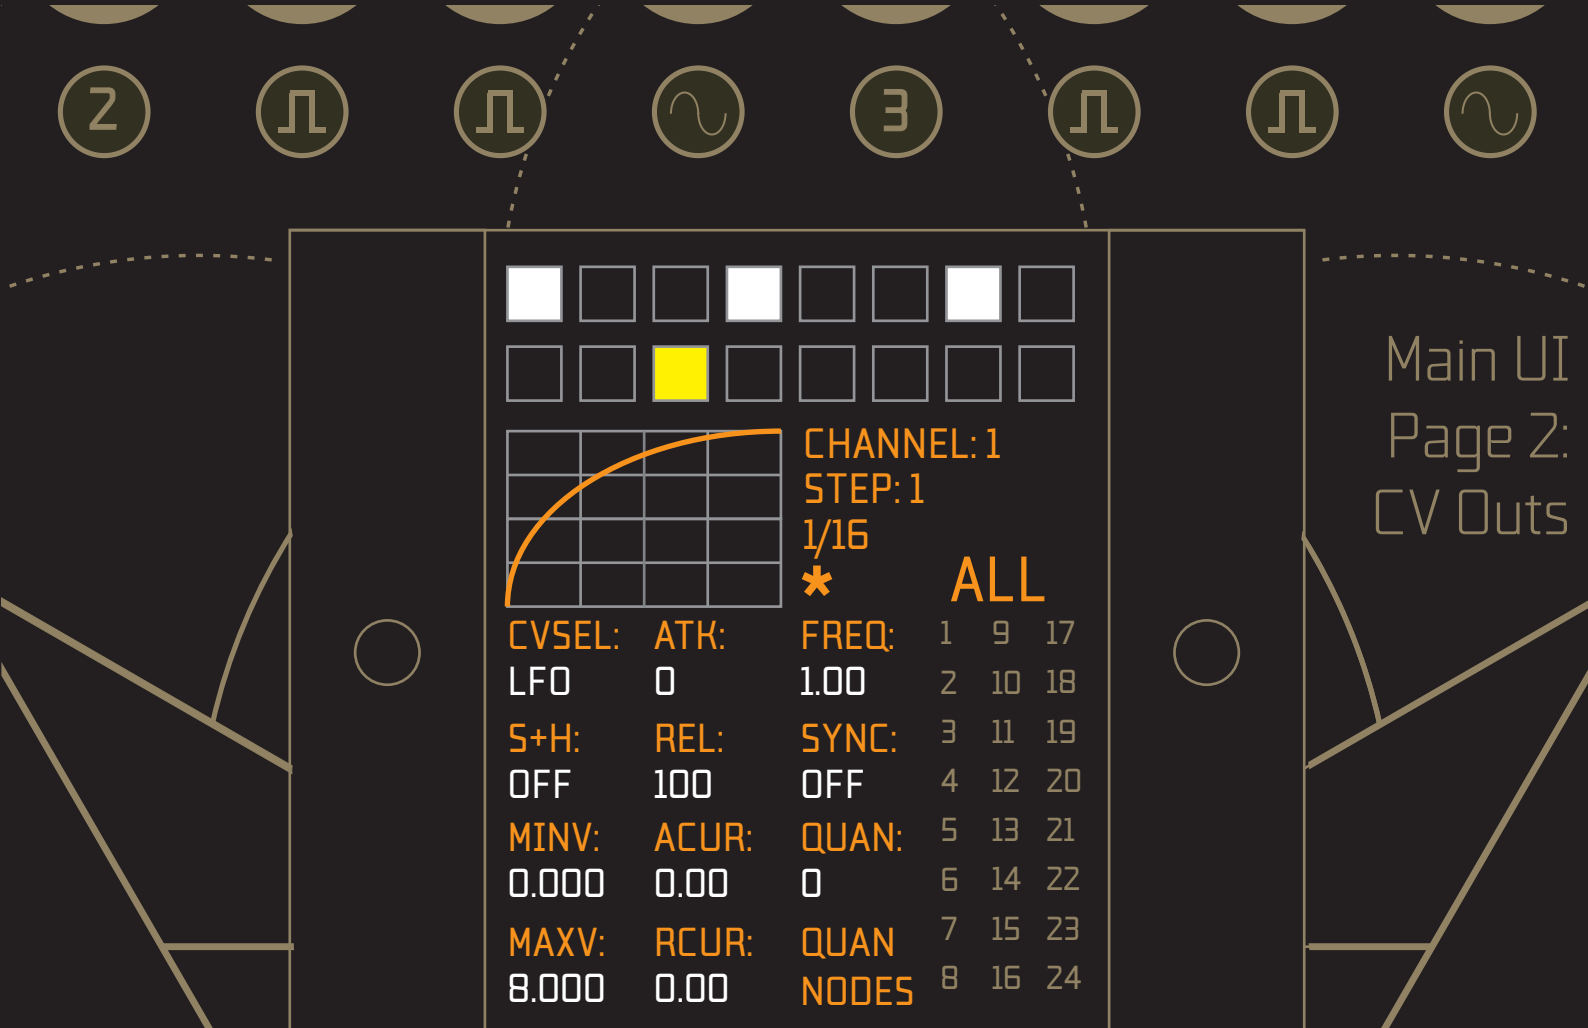 2 3
Main UI
Page 2:
CV Outs
CHANNEL: 1
STEP: 1
1/16
* ALL
CVSEL: ATK: FREQ: 1 9 17
LFO 0 1.00 2 10 18
S+H: REL: SYNC: 3 11 19
OFF 100 OFF 4 12 20
MINV: ACUR: QUAN: 5 13 21
0.000 0.00 0 6 14 22
MAXV: RCUR: QUAN 7 15 23
8.000 0.00 NODES 8 16 24